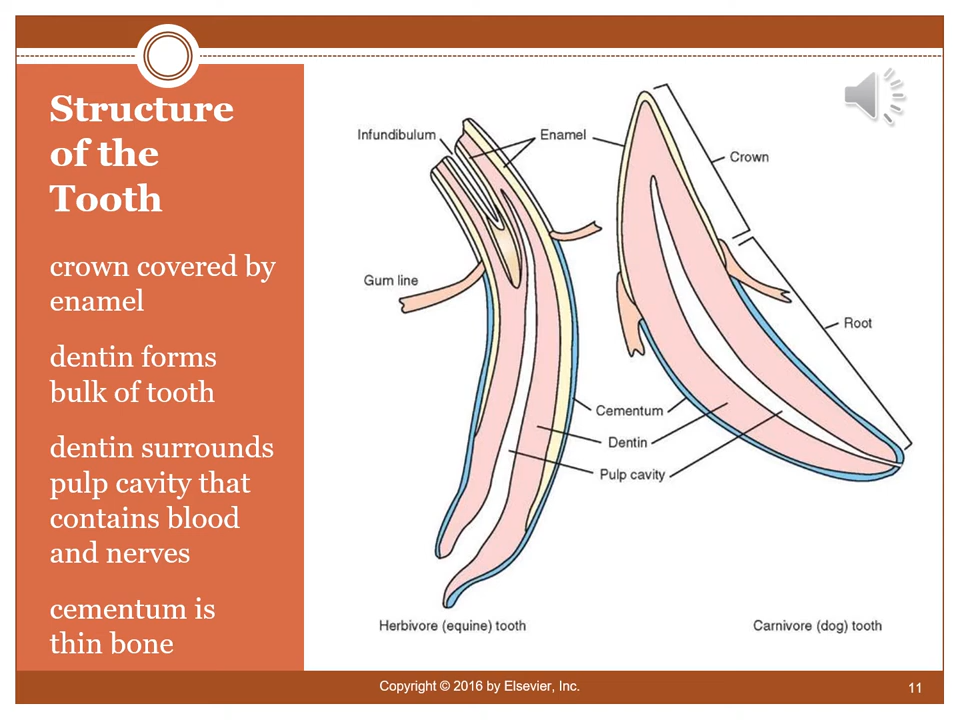 Structure
of the
Tooth
crown covered by
enamel
dentin forms
bulk of tooth
dentin surrounds
pulp cavity that
contains blood
and nerves
cementum is
thin bone
Infundibulum
Enamel
Crown
Gum line
Root
Cementum
Dentin
Pulp cavity
Herbivore (equine) tooth
Carnivore (dog) tooth
Copyright © 2016 by Elsevier, Inc.
11